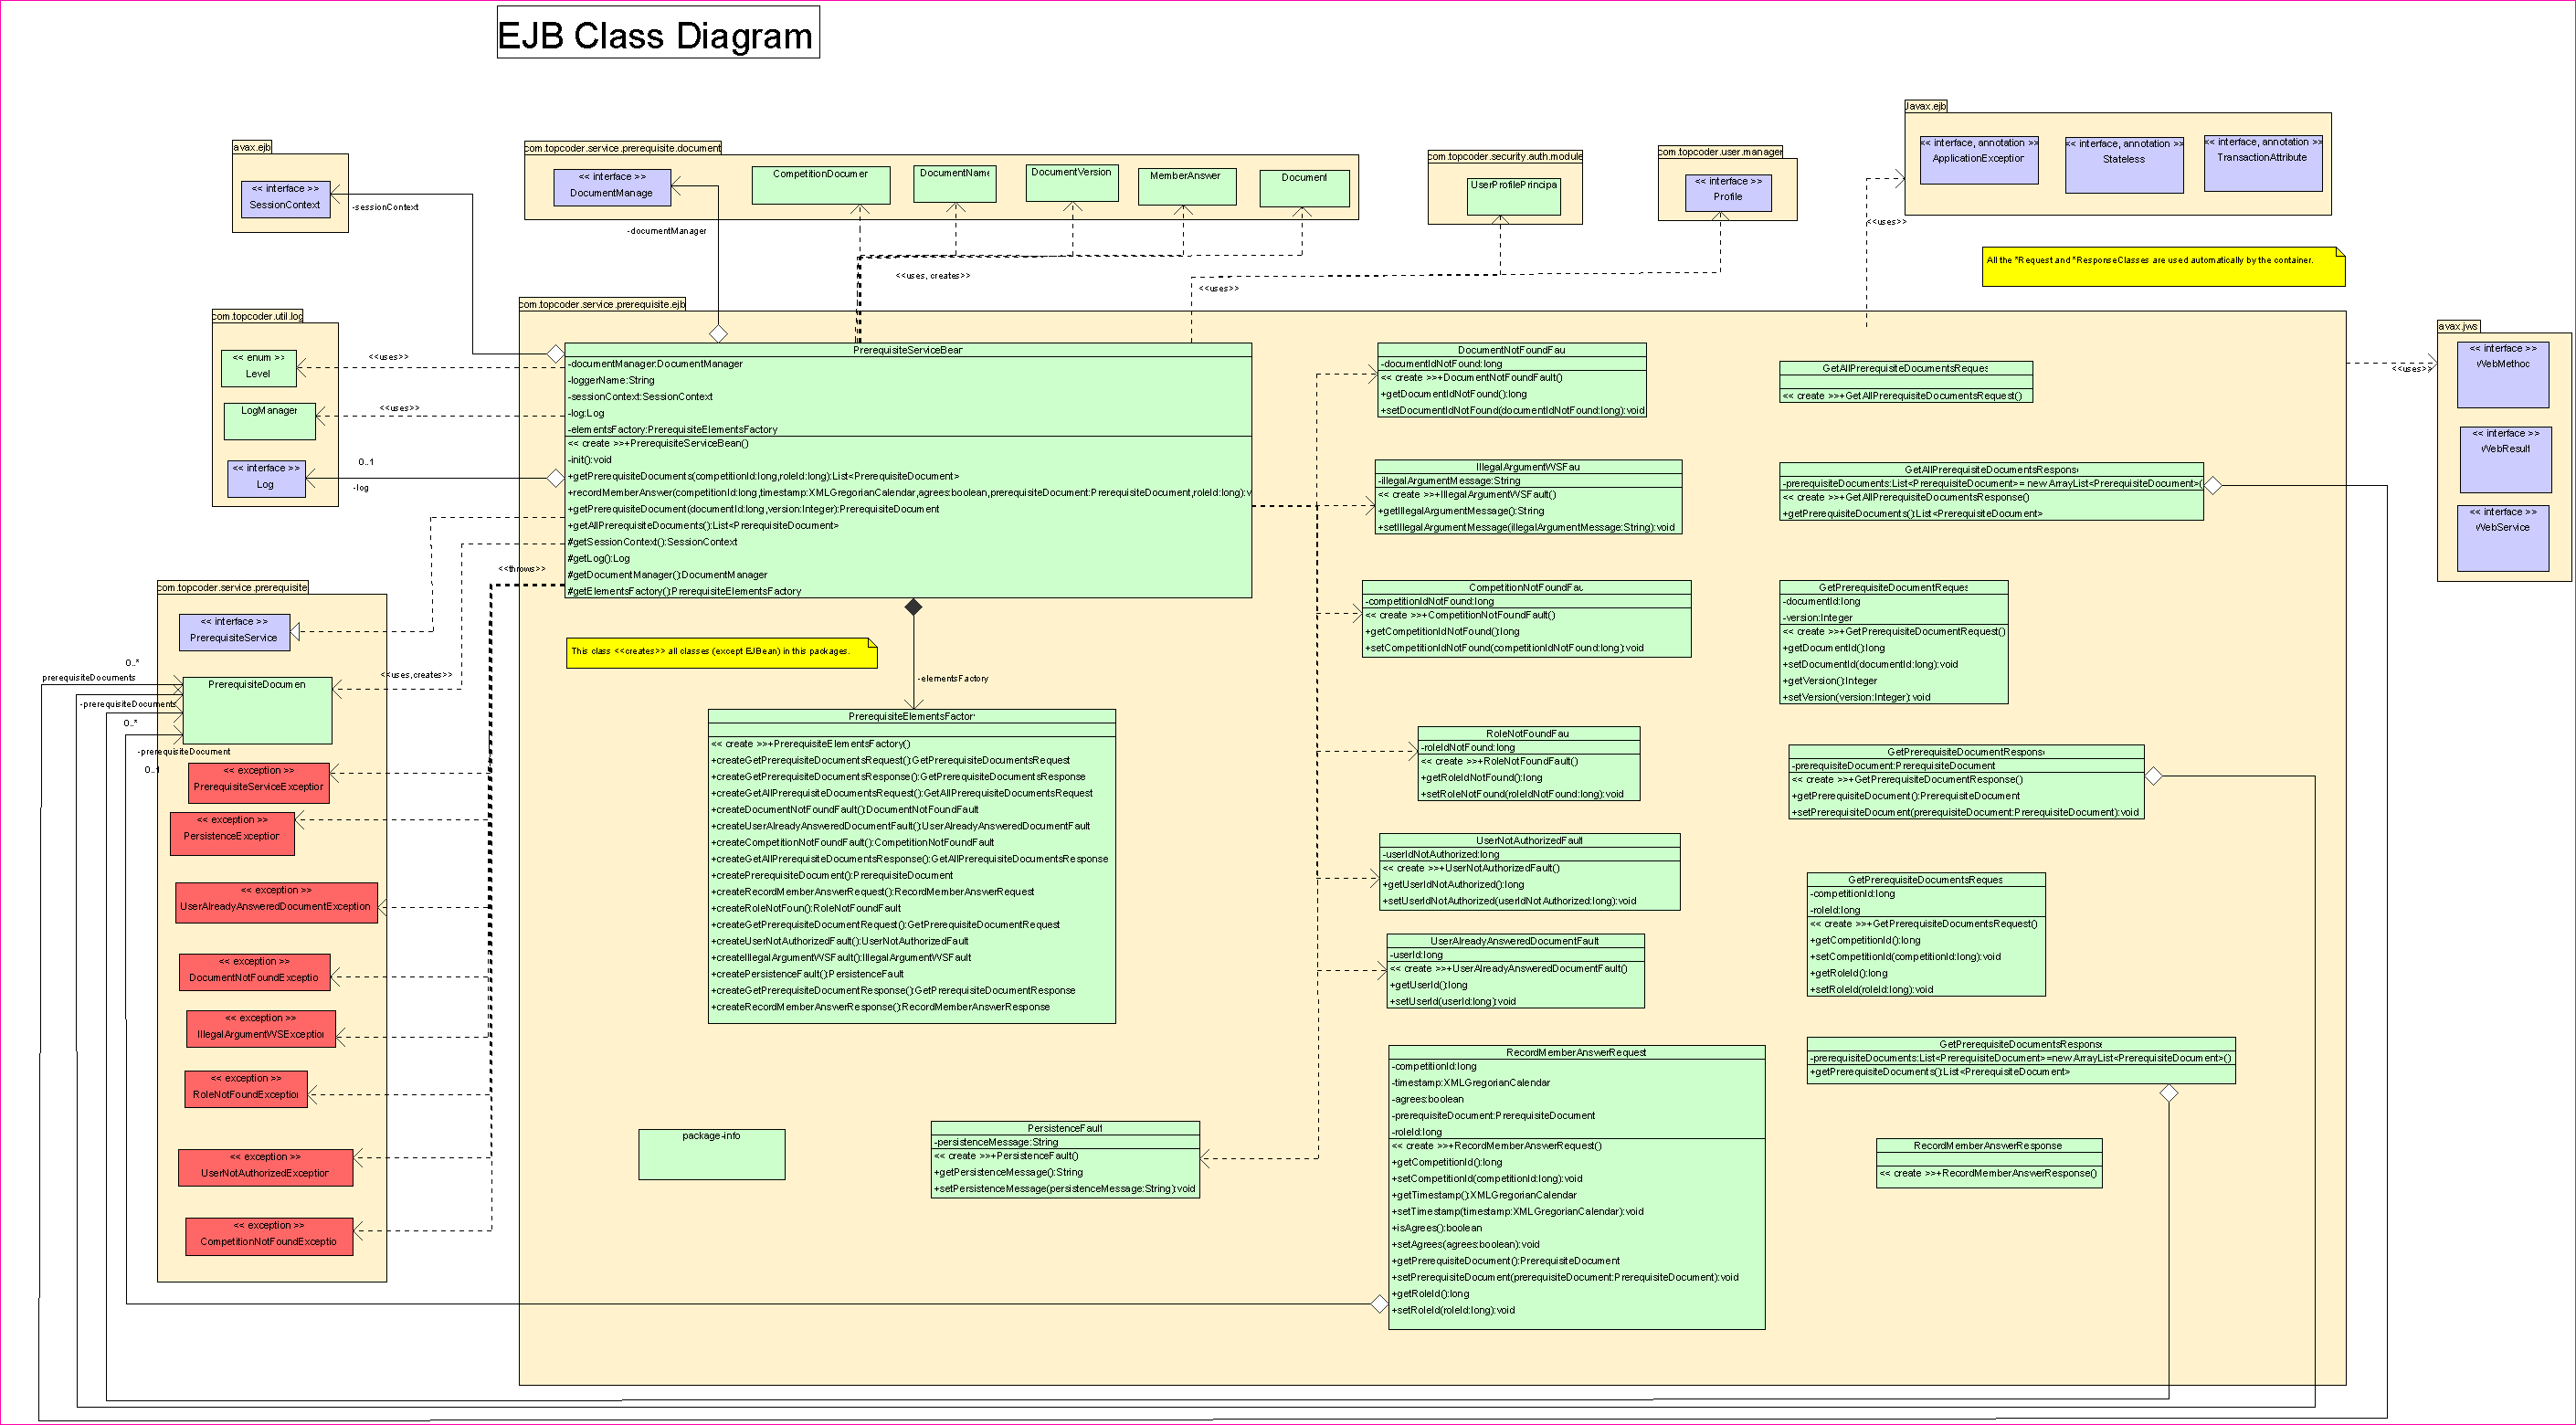 EJB Class Diagram
avax.ejb
<< interface >>
SessionContext
-sessionContext
com.topcoder.service.prerequisite.document
<< interface >>
DocumentManage
-documentManager
CompetitionDocumer
DocumentName
DocumentVersion
MemberAnswer
Document
<<uses, creates>>
com.topcoder.security.auth.module
UserProfilePrincipa
<<uses>>
com.topcoder.user.manager
<< interface >>
Profile
Javax.ejb
<< interface, annotation >>
ApplicationException
<< interface, annotation >>
Stateless
<< interface, annotation >>
TransactionAttribute
<<uses>>
All the *Request and *ResponseClasses are used automatically by the container.
com.topcoder.util.log
<< enum >>
Level
LogManager
<< interface >>
Log
<<uses>>
<<uses>>
0..1
-log
avax.jws
<< interface >>
WebMethod
<< interface >>
WebResult
<< interface >>
WebService
<<uses>>
com.topcoder.service.prerequisite.ejb
PrerequisiteServiceBear
-documentManager:DocumentManager
-loggerName:String
-sessionContext:SessionContext
-log:Log
-elementsFactory:PrerequisiteElementsFactory
<< create >>+PrerequisiteServiceBean()
-init():void
+getPrerequisiteDocuments(competitionId:long,roleId:long):List<PrerequisiteDocument>
+recordMemberAnswer(competitionId:long,timestamp:XMLGregorianCalendar,agrees:boolean,prerequisiteDocument:PrerequisiteDocument,roleId:long):v
+getPrerequisiteDocument(documentId:long,version:Integer):PrerequisiteDocument
+getAllPrerequisiteDocuments():List<PrerequisiteDocument>
#getSessionContext():SessionContext
#getLog():Log
#getDocumentManager():DocumentManager
#getElementsFactory():PrerequisiteElementsFactory
<<throws>>
This class <<creates>> all classes (except EJBean) in this packages.
-elementsFactory
PrerequisiteElementsFactor
<< create >>+PrerequisiteElementsFactory()
+createGetPrerequisiteDocumentsRequest():GetPrerequisiteDocumentsRequest
+createGetPrerequisiteDocumentsResponse():GetPrerequisiteDocumentsResponse
+createGetAllPrerequisiteDocumentsRequest():GetAllPrerequisiteDocumentsRequest
+createDocumentNotFoundFault():DocumentNotFoundFault
+createUserAlreadyAnsweredDocumentFault():UserAlreadyAnsweredDocumentFault
+createCompetitionNotFoundFault():CompetitionNotFoundFault
+createGetAllPrerequisiteDocumentsResponse():GetAllPrerequisiteDocumentsResponse
+createPrerequisiteDocument():PrerequisiteDocument
+createRecordMemberAnswerRequest():RecordMemberAnswerRequest
+createRoleNotFoun():RoleNotFoundFault
+createGetPrerequisiteDocumentRequest():GetPrerequisiteDocumentRequest
+createUserNotAuthorizedFault():UserNotAuthorizedFault
+createIllegalArgumentWSFault():IllegalArgumentWSFault
+createPersistenceFault():PersistenceFault
+createGetPrerequisiteDocumentResponse():GetPrerequisiteDocumentResponse
+createRecordMemberAnswerResponse():RecordMemberAnswerResponse
package-info
PersistenceFault
-persistenceMessage:String
<< create >>+PersistenceFault()
+getPersistenceMessage():String
+setPersistenceMessage(persistenceMessage:String):void
DocumentNotFoundFau
-documentIdNotFound:long
<< create >>+DocumentNotFoundFault()
+getDocumentIdNotFound():long
+setDocumentIdNotFound(documentIdNotFound:long):void
IllegalArgumentWSFau
-illegalArgumentMessage:String
<< create >>+IllegalArgumentWSFault()
+getIllegalArgumentMessage():String
+setIllegalArgumentMessage(illegalArgumentMessage:String):void
CompetitionNotFoundFau
-competitionIdNotFound:long
<< create >>+CompetitionNotFoundFault()
+getCompetitionIdNotFound():long
+setCompetitionIdNotFound(competitionIdNotFound:long):void
RoleNotFoundFau
-roleIdNotFound:long
<< create >>+RoleNotFoundFault()
+getRoleIdNotFound():long
+setRoleNotFound(roleIdNotFound:long):void
UserNotAuthorizedFault
-userIdNotAuthorized:long
<< create >>+UserNotAuthorizedFault()
+getUserIdNotAuthorized():long
+setUserIdNotAuthorized(userIdNotAuthorized:long):void
UserAlreadyAnsweredDocumentFault
-userId:long
<< create >>+UserAlreadyAnsweredDocumentFault()
+getUserId():long
+setUserId(userId:long):void
RecordMemberAnswerRequest
-competitionId:long
-timestamp:XMLGregorianCalendar
-agrees:boolean
-prerequisiteDocument:PrerequisiteDocument
-roleId:long
<< create >>+RecordMemberAnswerRequest()
+getCompetitionId():long
+setCompetitionId(competitionId:long):void
+getTimestamp():XMLGregorianCalendar
+setTimestamp(timestamp:XMLGregorianCalendar):void
+isAgrees():boolean
+setAgrees(agrees:boolean):void
+getPrerequisiteDocument():PrerequisiteDocument
+setPrerequisiteDocument(prerequisiteDocument:PrerequisiteDocument):void
+getRoleId():long
+setRoleId(roleId:long):void
GetAllPrerequisiteDocumentsReques
<< create >>+GetAllPrerequisiteDocumentsRequest()
GetAllPrerequisiteDocumentsRespons
-prerequisiteDocuments:List<PrerequisiteDocument>= new ArrayList<PrerequisiteDocument>(
<< create >>+GetAllPrerequisiteDocumentsResponse()
+getPrerequisiteDocuments():List<PrerequisiteDocument>
GetPrerequisiteDocumentReques
-documentId:long
-version:Integer
<< create >>+GetPrerequisiteDocumentRequest()
+getDocumentId():long
+setDocumentId(documentId:long):void
+getVersion():Integer
+setVersion(version:Integer):void
GetPrerequisiteDocumentRespons
-prerequisiteDocument:PrerequisiteDocument
<< create >>+GetPrerequisiteDocumentResponse()
+getPrerequisiteDocument():PrerequisiteDocument
+setPrerequisiteDocument(prerequisiteDocument:PrerequisiteDocument):void
GetPrerequisiteDocumentsReques
-competitionId:long
-roleId:long
<< create >>+GetPrerequisiteDocumentsRequest()
+getCompetitionId():long
+setCompetitionId(competitionId:long):void
+getRoleId():long
+setRoleId(roleId:long):void
GetPrerequisiteDocumentsRespons
-prerequisiteDocuments:List<PrerequisiteDocument>=new ArrayList<PrerequisiteDocument>()
+getPrerequisiteDocuments():List<PrerequisiteDocument>
RecordMemberAnswerResponse
<< create >>+RecordMemberAnswerResponse()
com.topcoder.service.prerequisite
<< interface >>
PrerequisiteService
0..*
prerequisiteDocuments
PrerequisiteDocumen
<<uses,creates>>
-prerequisiteDocuments
0..*
-prerequisiteDocument
0..1
<< exception >>
PrerequisiteServiceException
<< exception >>
PersistenceException
<< exception >>
UserAlreadyAnsweredDocumentException
<< exception >>
DocumentNotFoundExceptio
<< exception >>
IllegalArgumentWSException
<< exception >>
RoleNotFoundException
<< exception >>
UserNotAuthorizedException
<< exception >>
CompetitionNotFoundExceptio